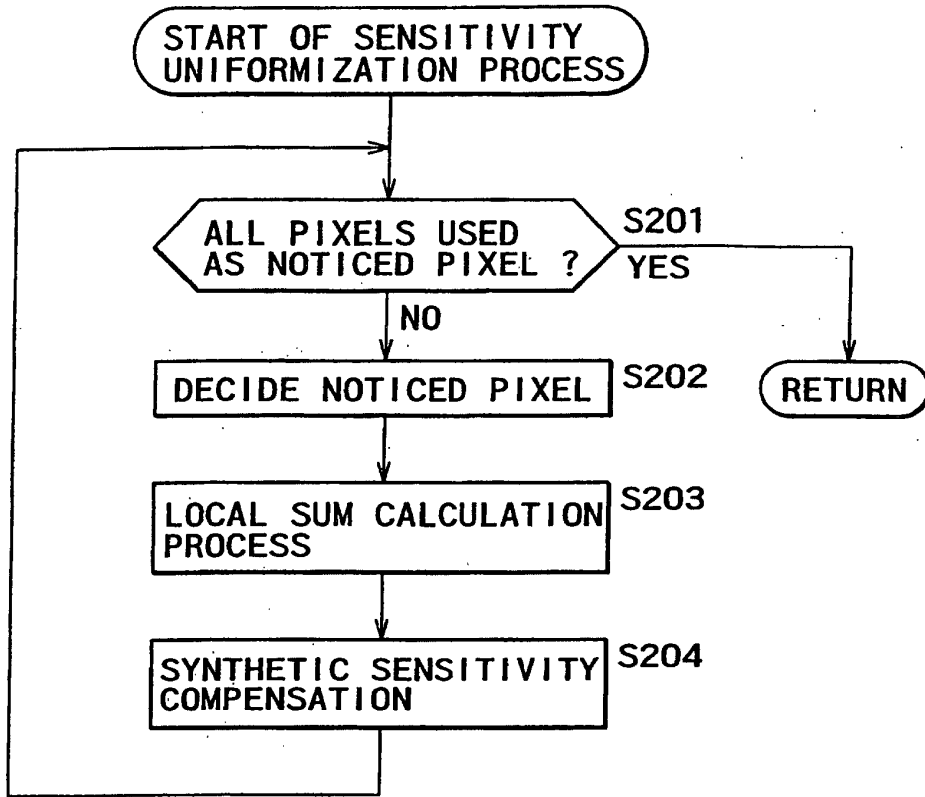 START OF SENSITIVITY
UNIFORMIZATION PROCESS
ALL PIXELS USED
AS NOTICED PIXEL ?
S201
YES
NO
DECIDE NOTICED PIXEL
S202
RETURN
LOCAL SUM CALCULATION
PROCESS
S203
SYNTHETIC SENSITIVITY
COMPENSATION
S204